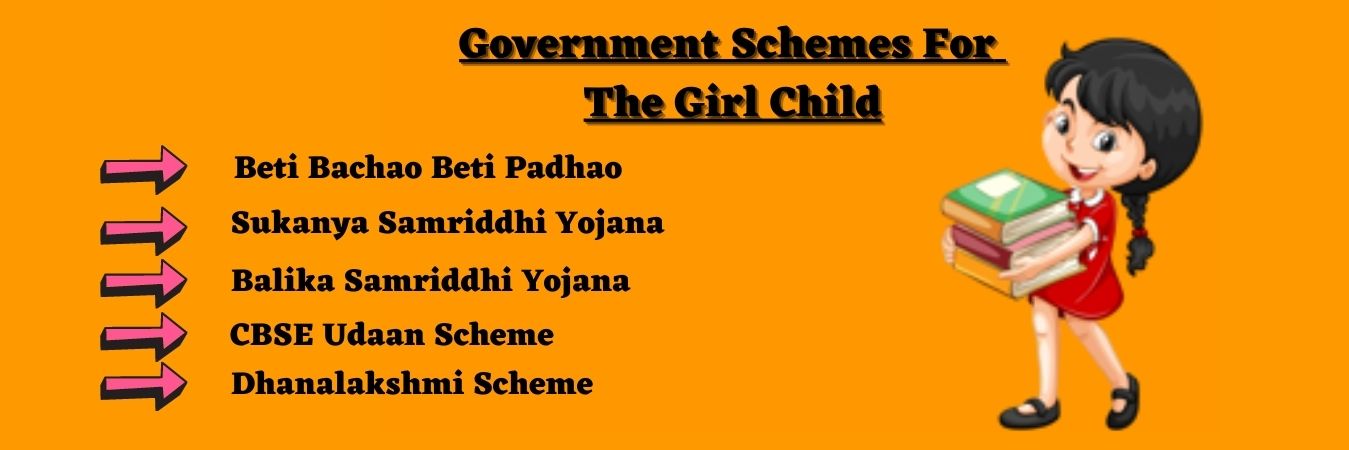 Government Schemes For
The Girl Child
Beti Bachao Beti Padhao
Sukanya Samriddhi Yojana
Balika Samriddhi Yojana
CBSE Udaan Scheme
Dhanalakshmi Scheme